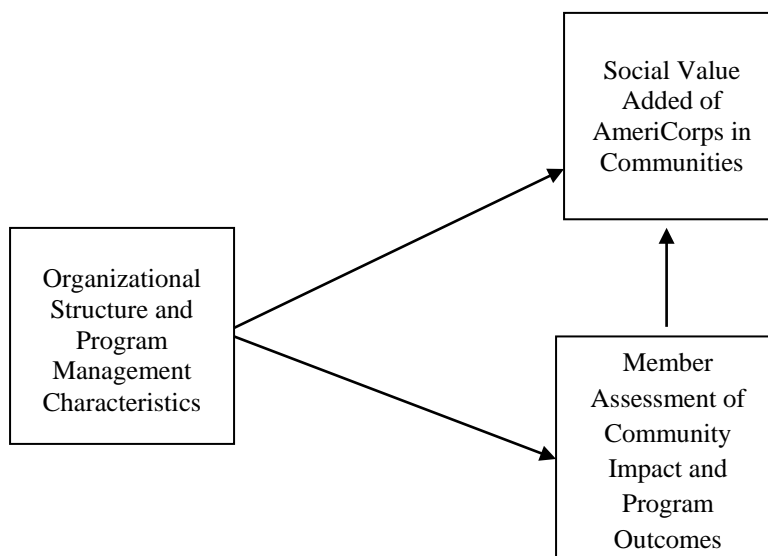 Social Value
Added of
AmeriCorps in
Communities
Organizational
Structure and
Program
Management
Characteristics
Member
Assessment of
Community
Impact and
Program
Outcomes